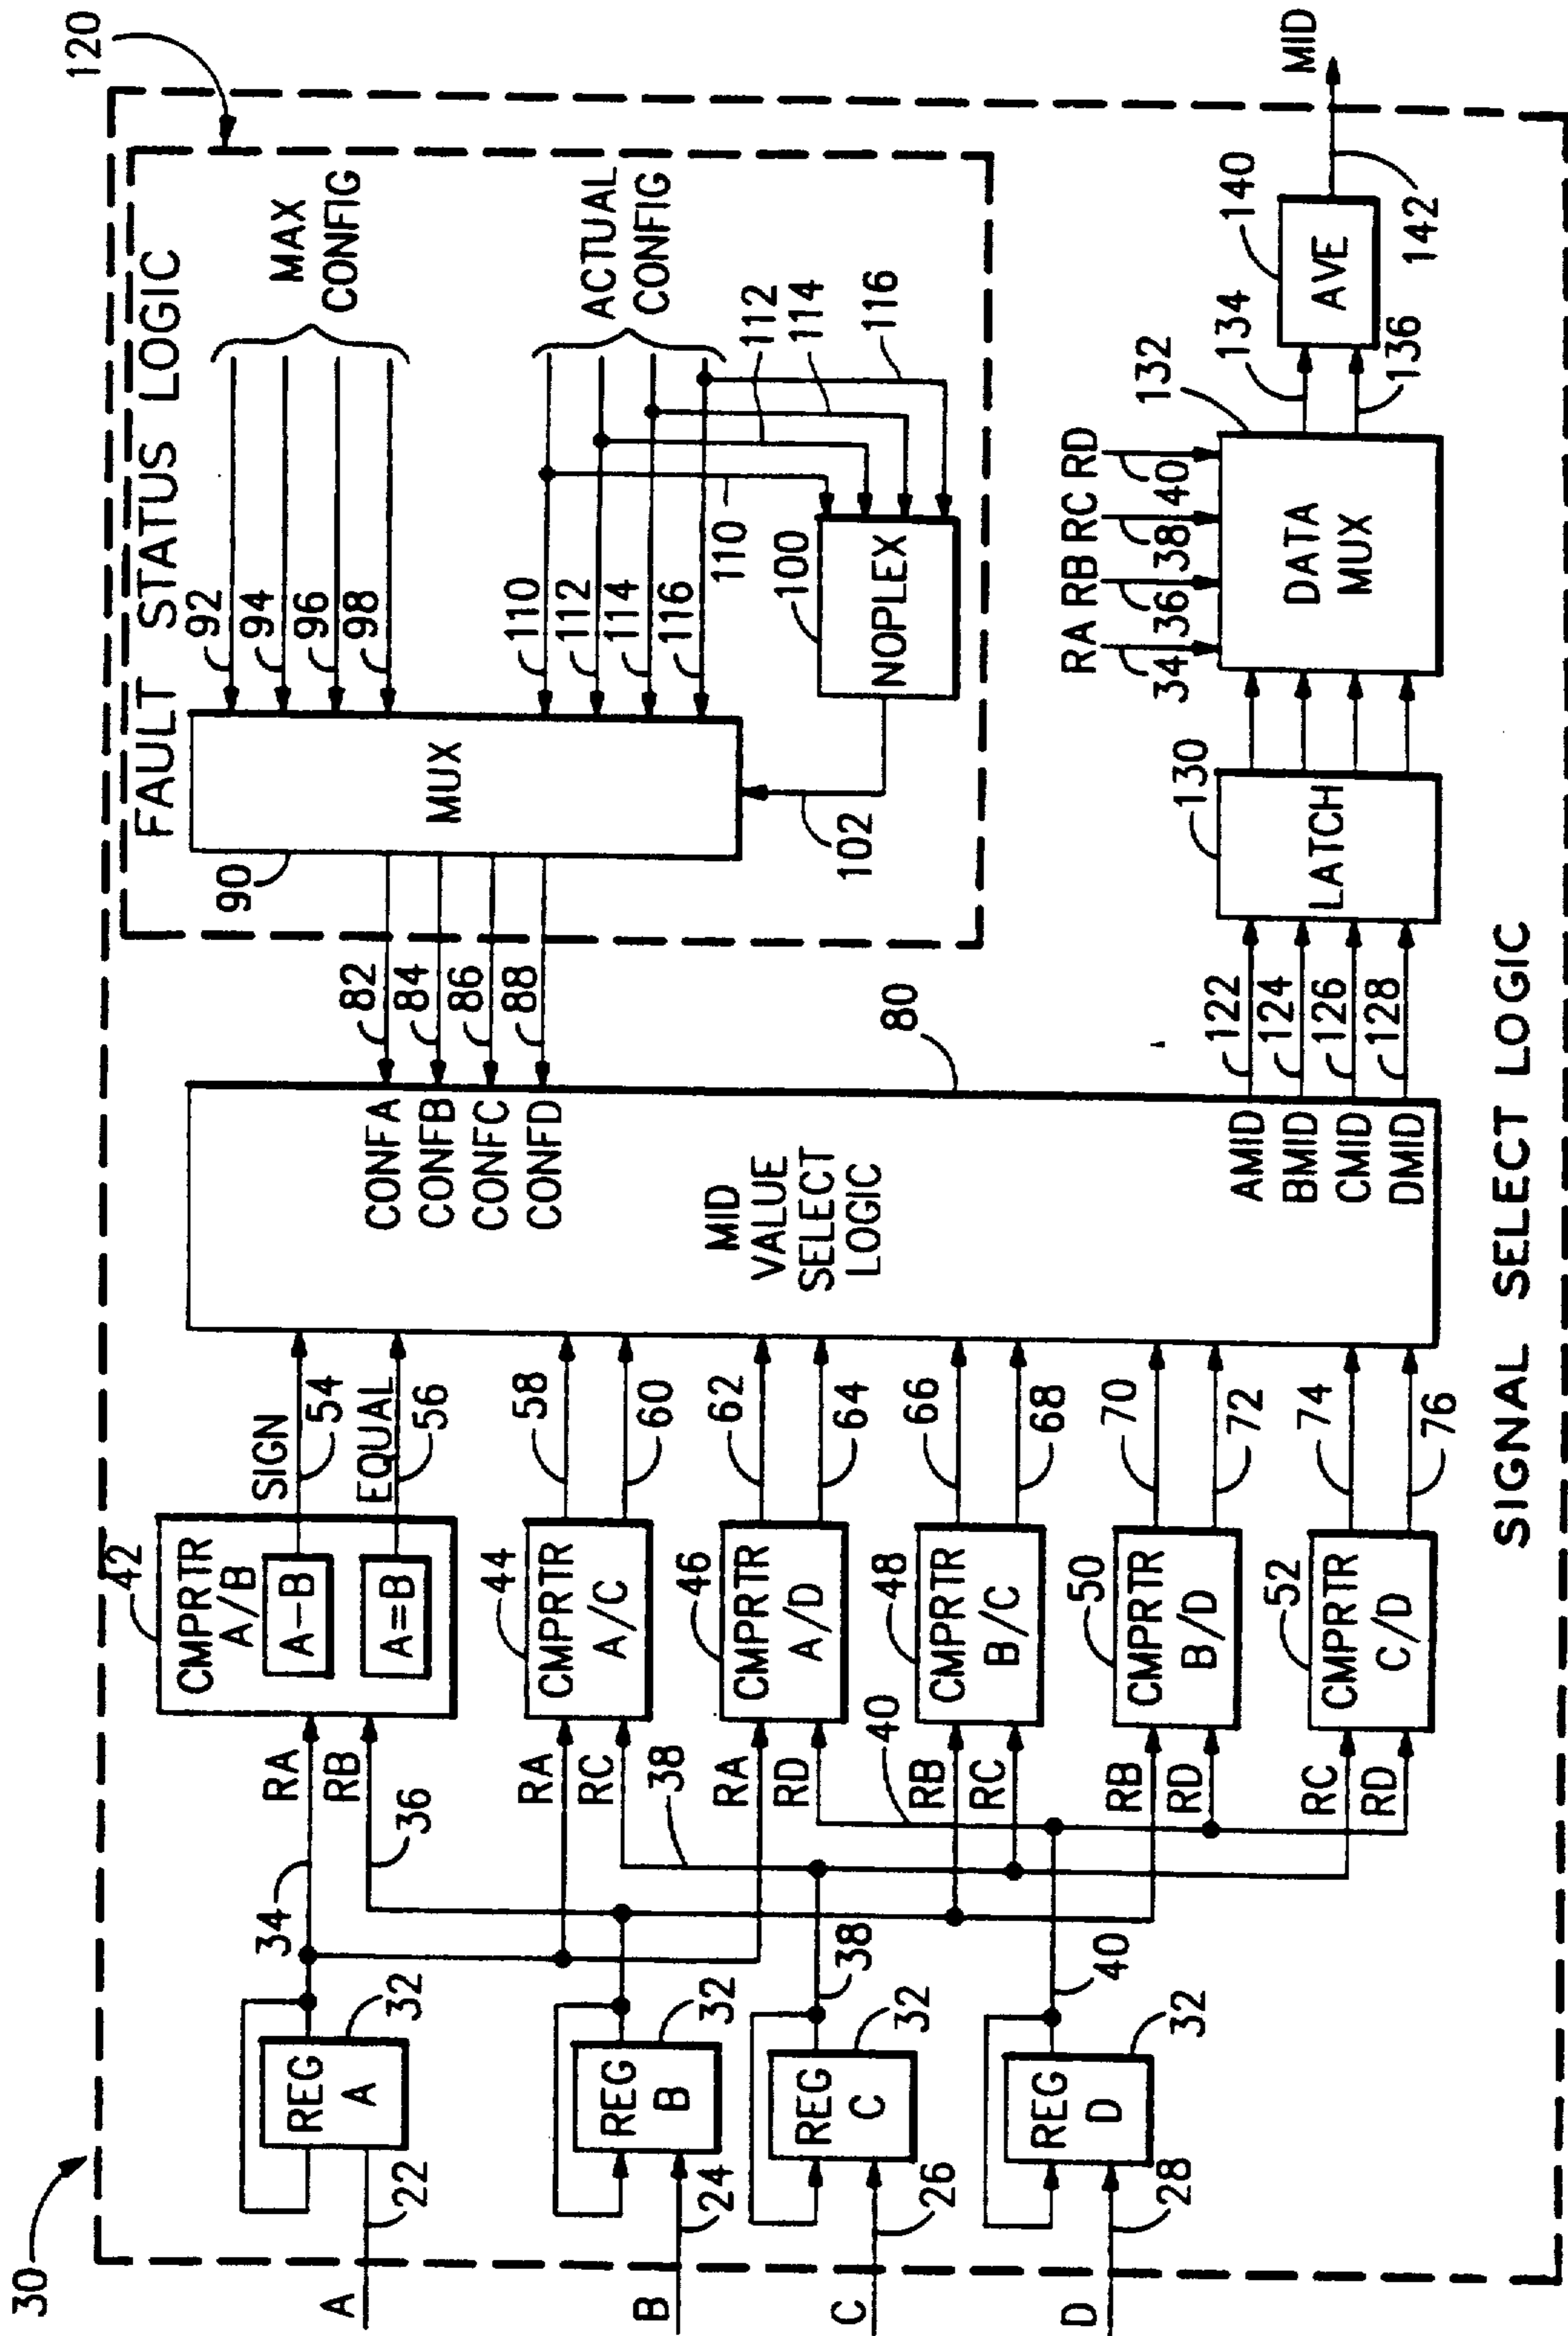 30
120
FAULT STATUS LOGIC
MAX
CONFIG
ACTUAL
CONFIG
92
94
96
98
110
112
114
116
110
112
114
116
MUX
90
NOPLEX
100
102
82
84
86
88
CONFA
CONFB
CONFC
CONFD
MID
VALUE
SELECT
LOGIC
80
A
22
REG
A
32
34
B
24
REG
B
32
36
C
26
REG
C
32
38
D
28
REG
D
32
40
RA
RB
CMPRTR
A/B
A-B
A=B
42
SIGN
54
EQUAL
56
RA
RC
38
CMPRTR
A/C
44
58
60
RA
RD
40
CMPRTR
A/D
46
62
64
RB
RC
CMPRTR
B/C
48
66
68
RB
RD
CMPRTR
B/D
50
70
72
RC
RD
CMPRTR
C/D
52
74
76
AMID
BMID
CMID
DMID
122
124
126
128
LATCH
130
RA RB RC RD
34 36 38 40
DATA
MUX
132
134
136
AVE
140
142
MID
SIGNAL SELECT LOGIC